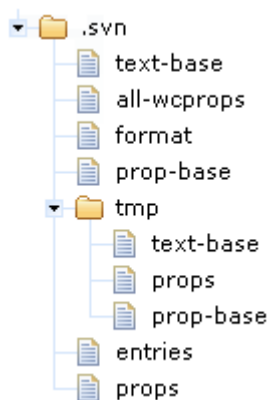 .svn
text-base
all-wcprops
format
prop-base
tmp
text-base
props
prop-base
entries
props